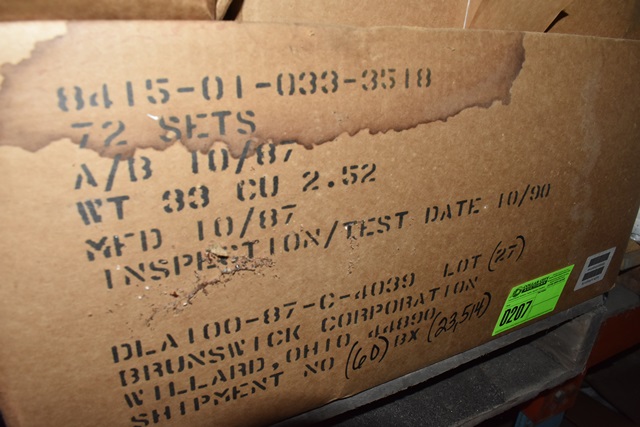 8415-01-033-3518
72 SETS
A/B 10/87
WT 33 CU 2.52
MFD 10/87
INSPECTION/TEST DATE 10/90
DLA100-87-C-4039 LOT (27)
BRUNSWICK CORPORATION
WILLARD, OHIO 44890
SHIPMENT NO (60) BX (23,514)
0207